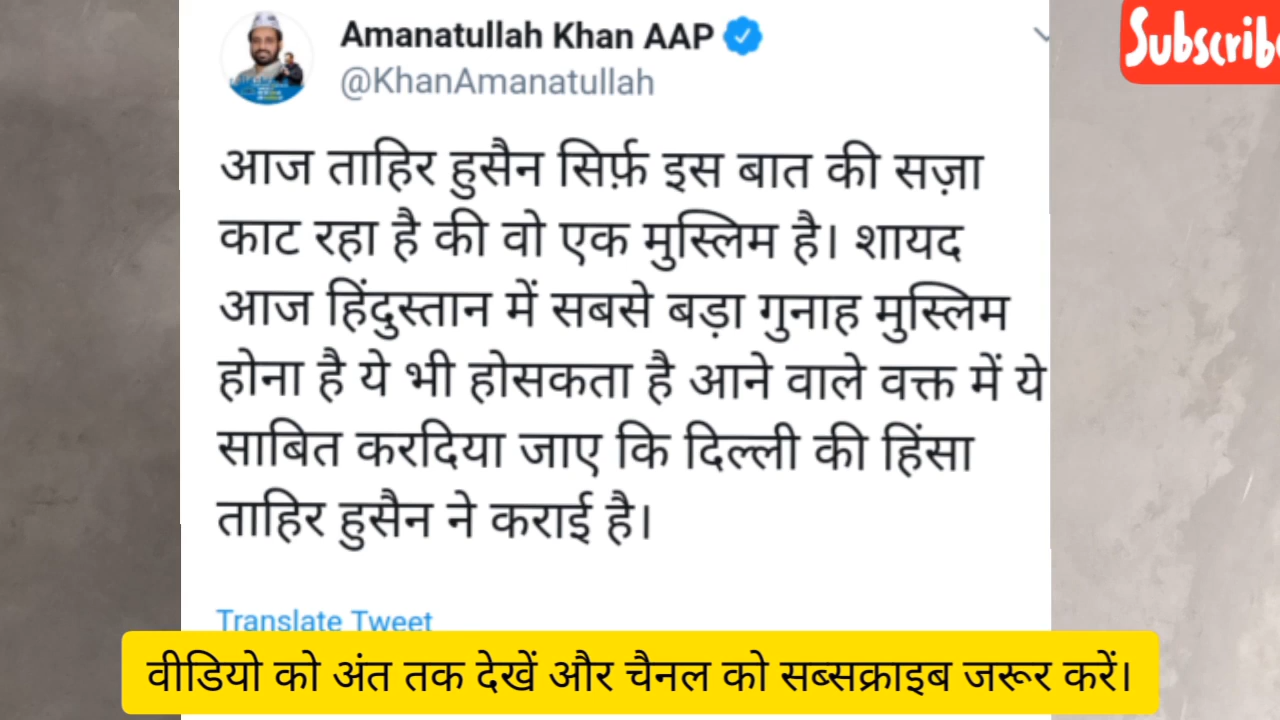 Amanatullah Khan AAP
@KhanAmanatullah
Subscribe
आज ताहिर हुसैन सिर्फ़ इस बात की सज़ा
काट रहा है की वो एक मुस्लिम है। शायद
आज हिंदुस्तान में सबसे बड़ा गुनाह मुस्लिम
होना है ये भी होसकता है आने वाले वक्त में ये
साबित करदिया जाए कि दिल्ली की हिंसा
ताहिर हुसैन ने कराई है।
Translate Tweet
वीडियो को अंत तक देखें और चैनल को सब्सक्राइब जरूर करें।